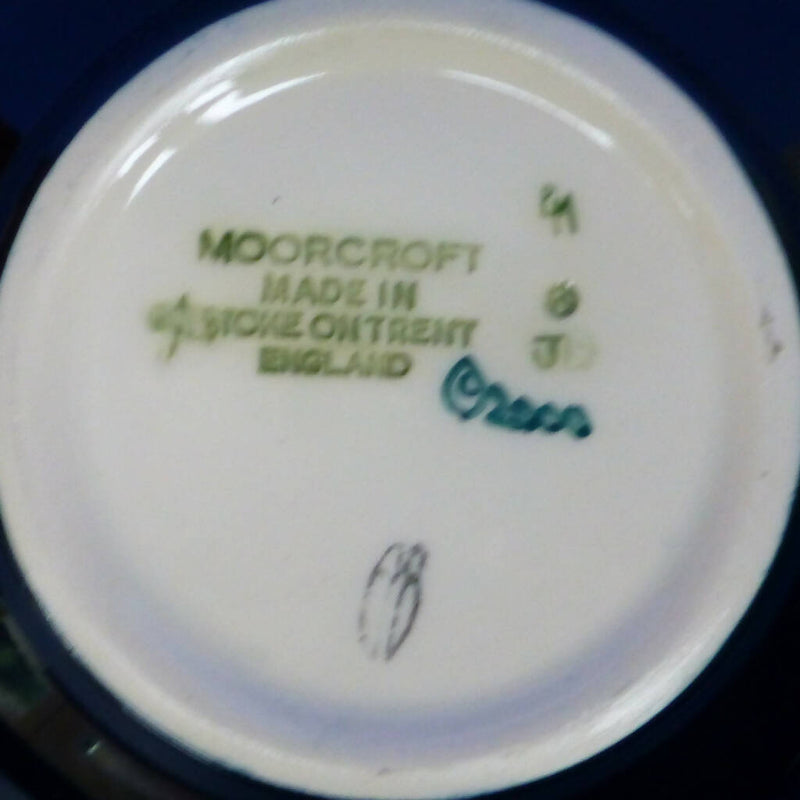 MOORCROFT
MADE IN
STOKE ON TRENT
ENGLAND
©2000